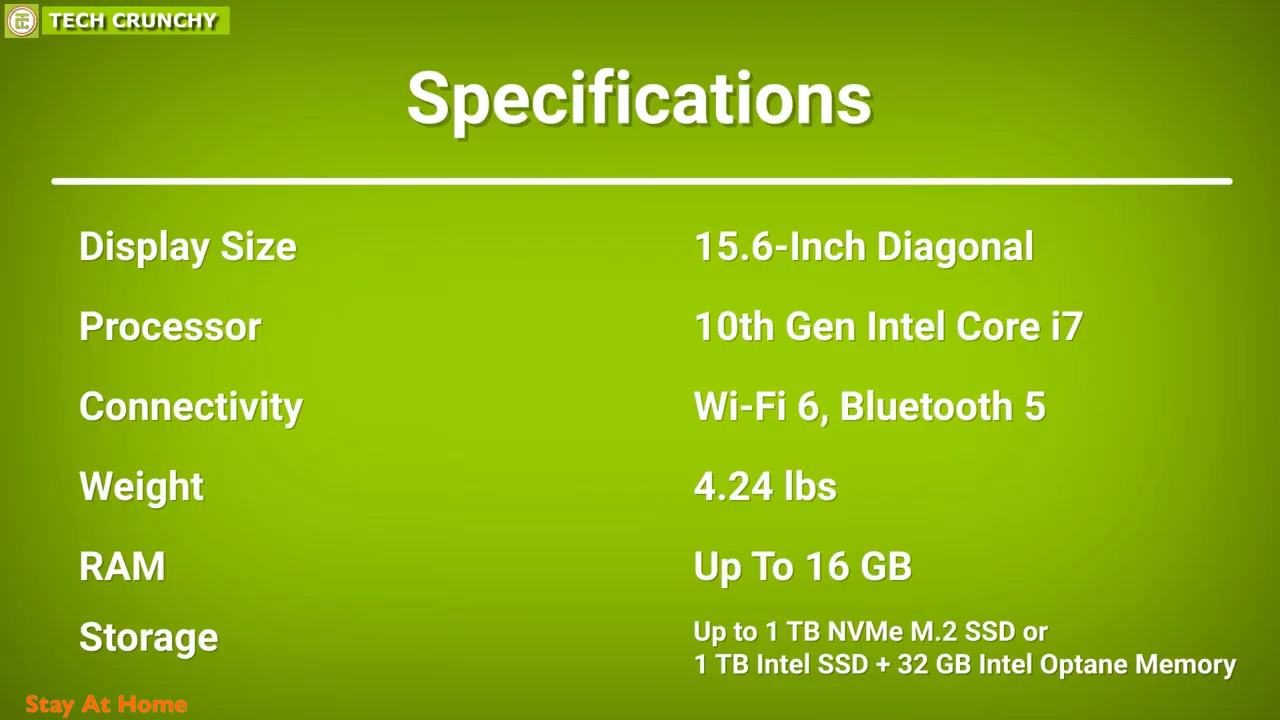 TECH CRUNCHY
Specifications
Display Size 15.6-Inch Diagonal
Processor 10th Gen Intel Core i7
Connectivity Wi-Fi 6, Bluetooth 5
Weight 4.24 lbs
RAM Up To 16 GB
Storage Up to 1 TB NVMe M.2 SSD or
1 TB Intel SSD + 32 GB Intel Optane Memory
Stay At Home